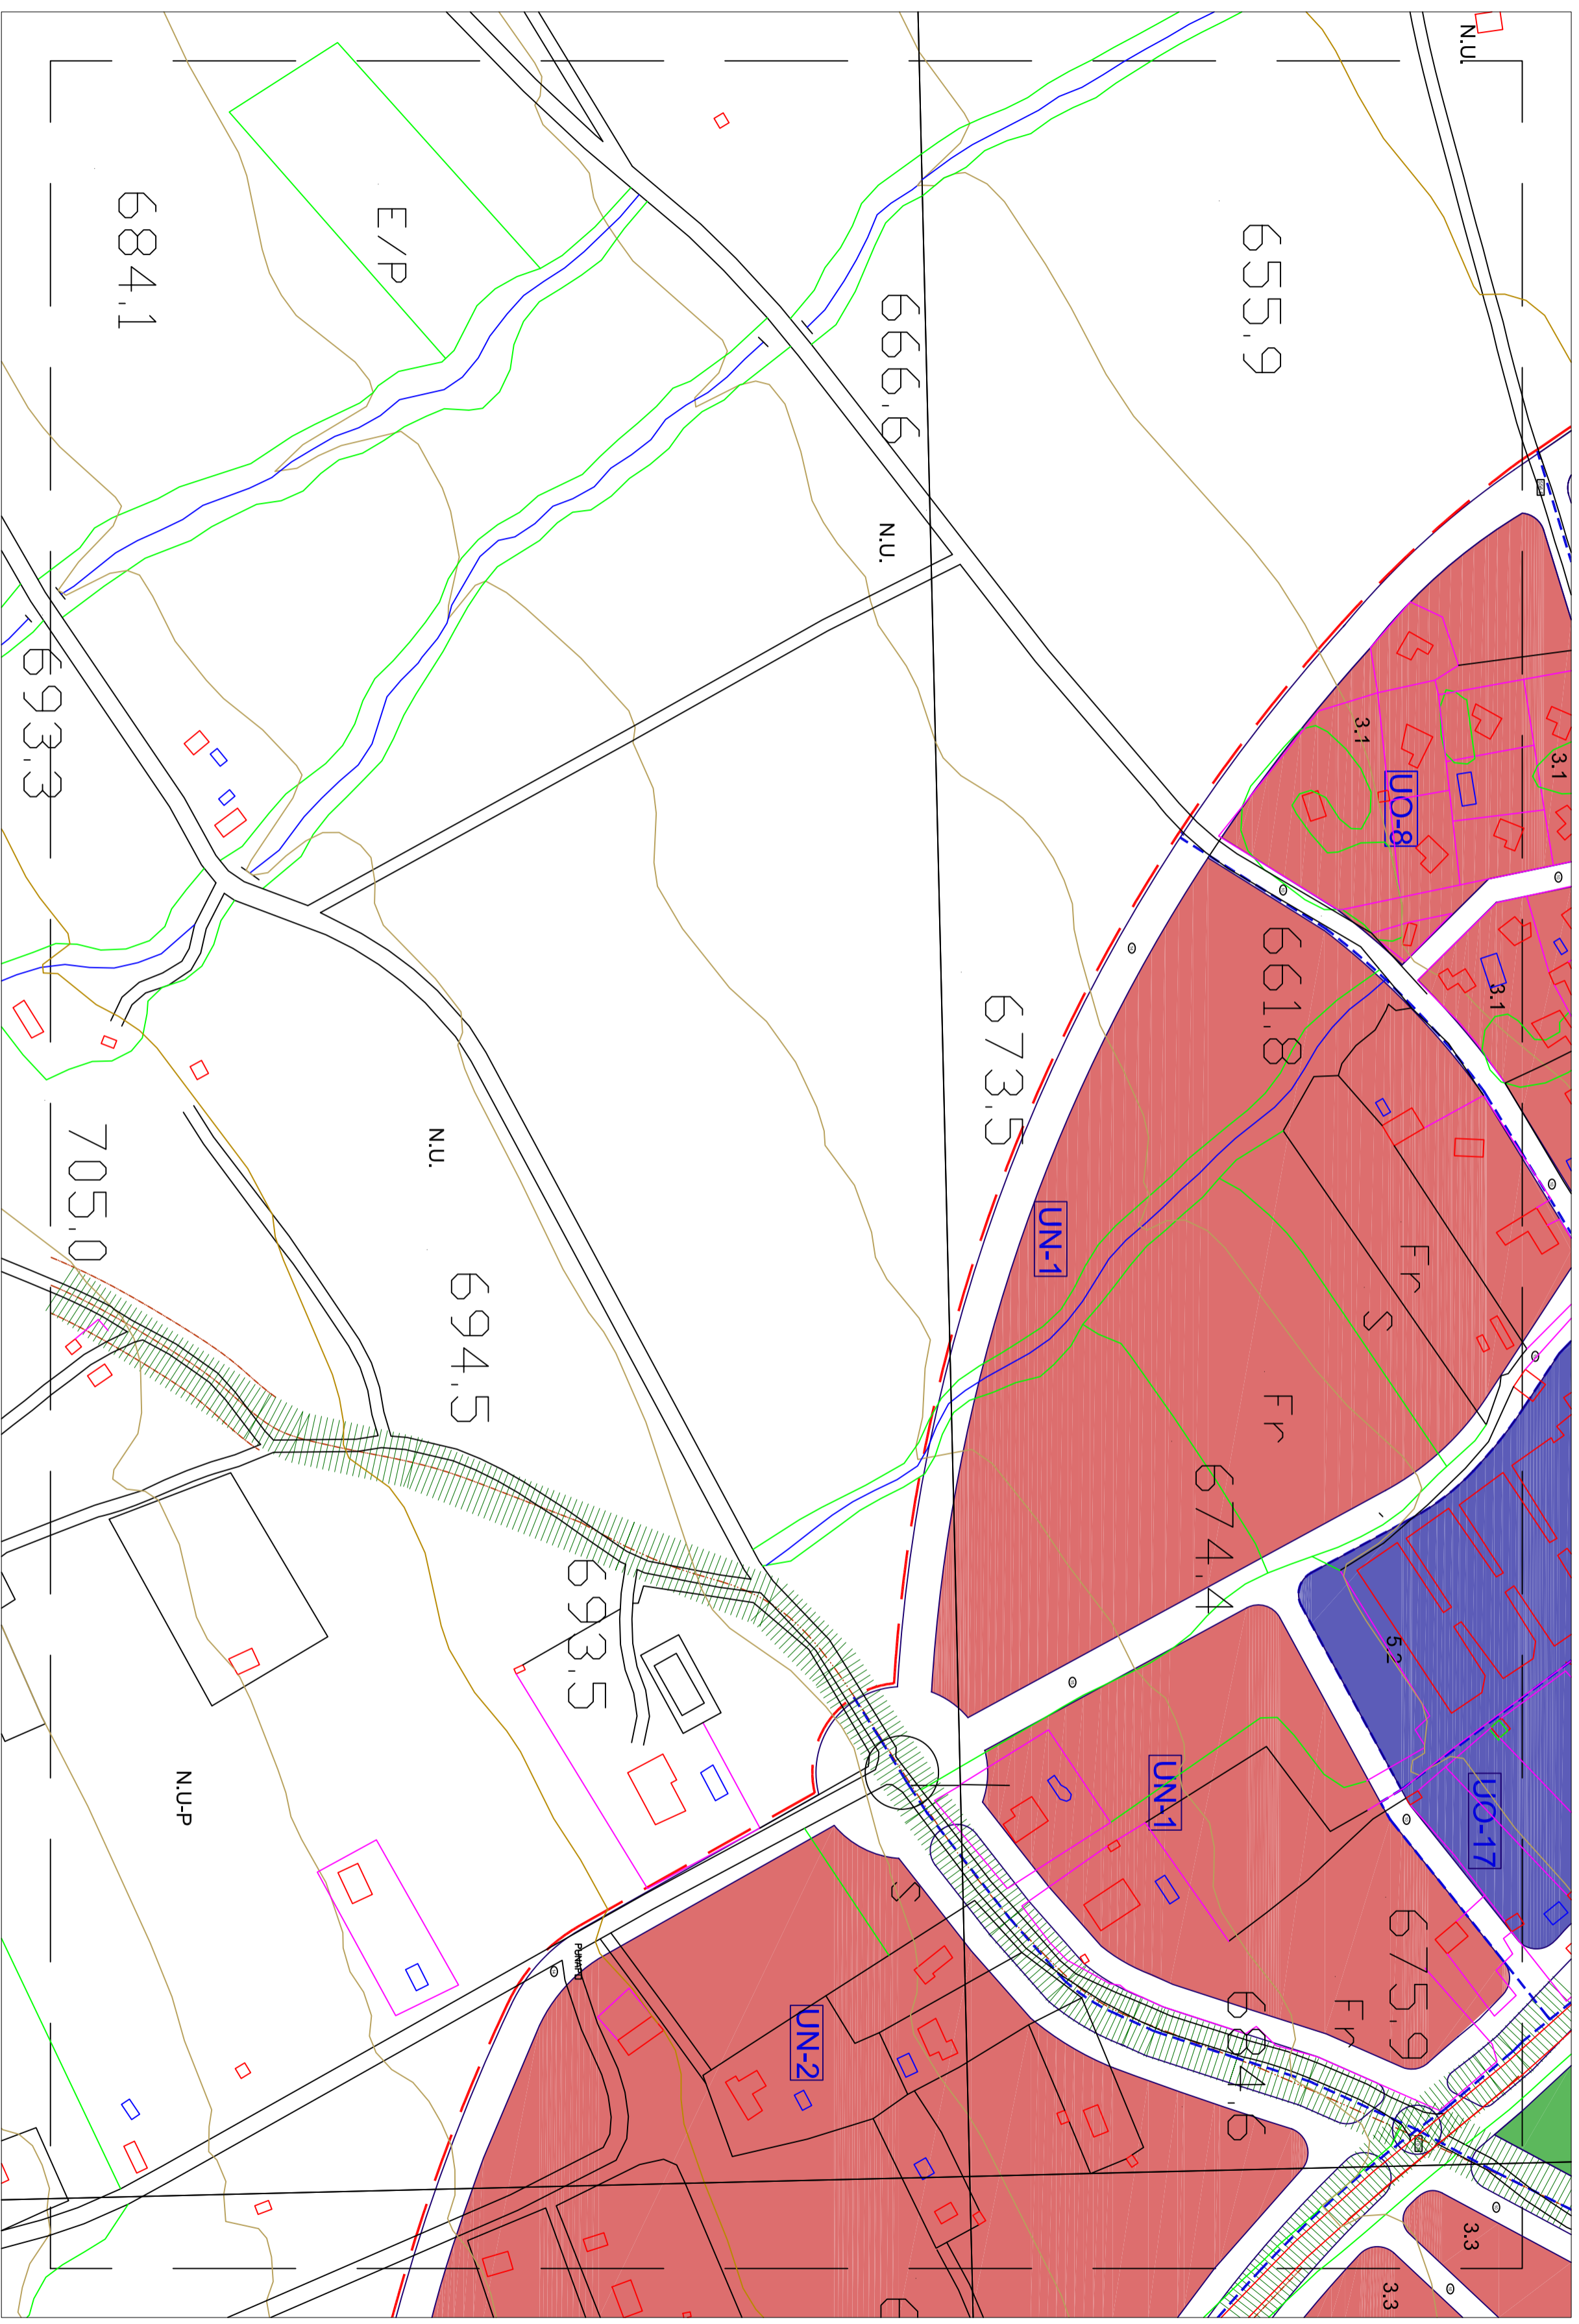 N.U.
684.1
E/P
655.9
666.6
N.U.
693.3
3.1
3.1
UO-8
661.8
3.1
673.5
705.0
N.U.
UN-1
694.5
Fr
S
Fr
674.4
693.5
5.2
N.U-P
UN-1
UO-17
S
675.9
Fr
684.6
UN-2
3.3
3.3